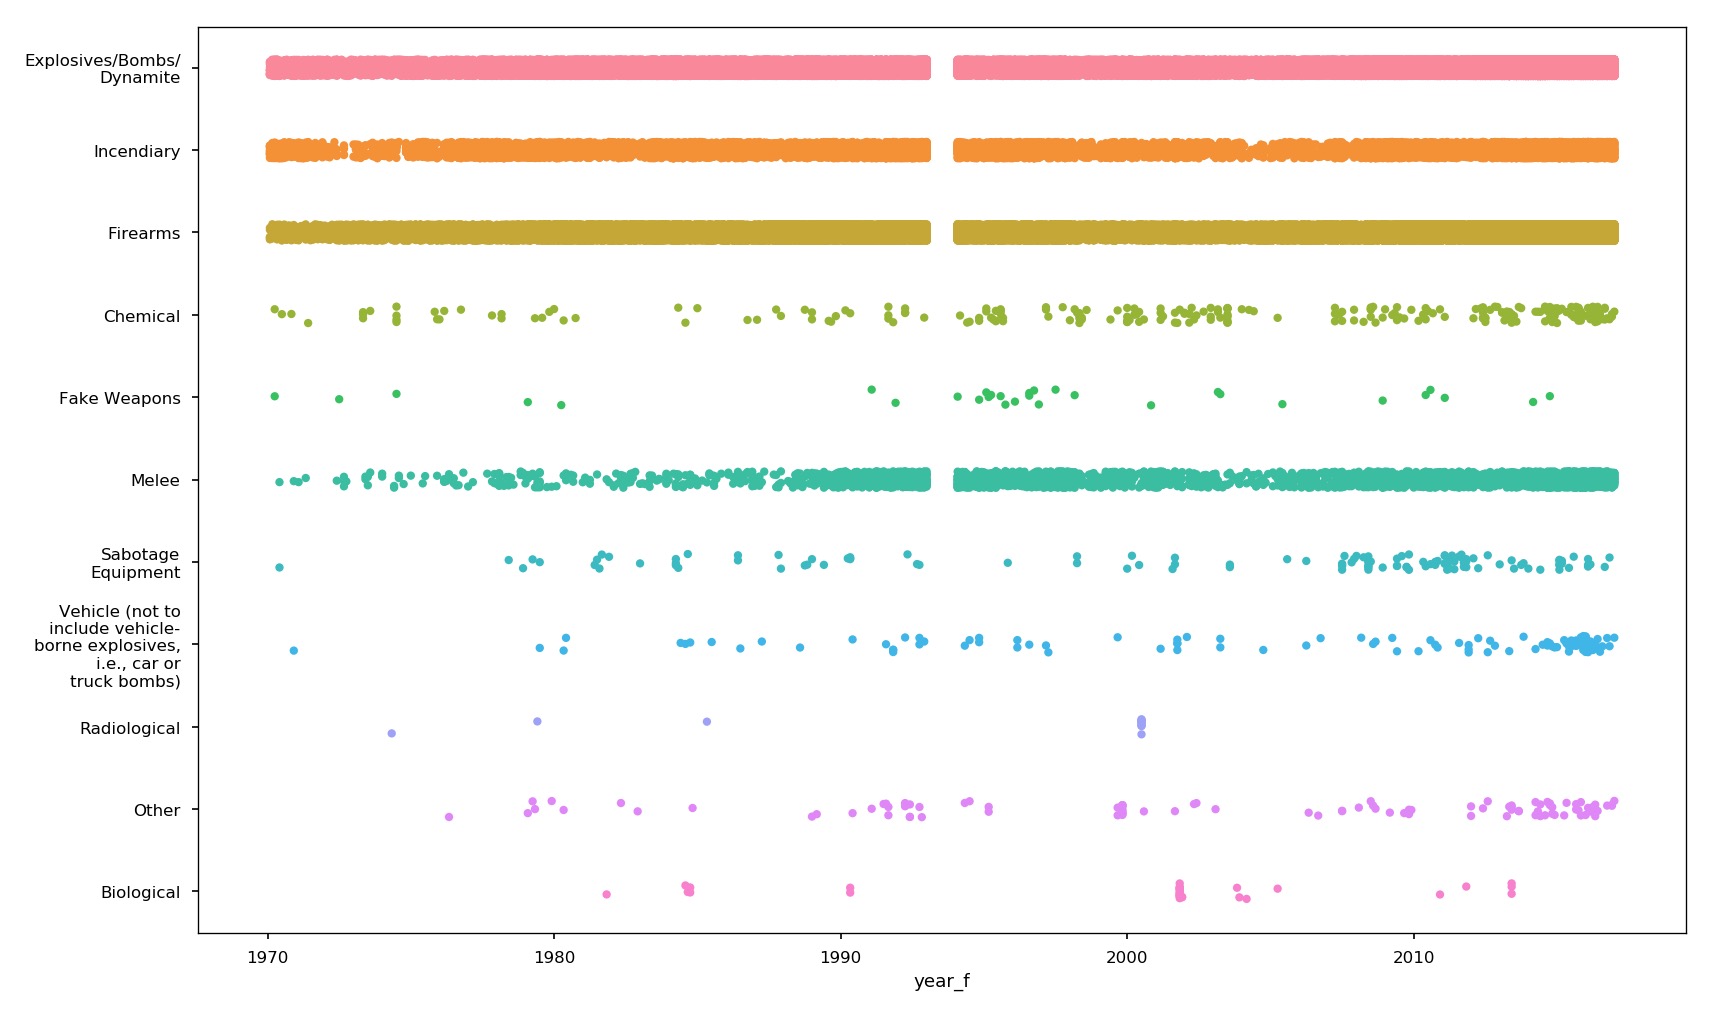 Explosives/Bombs/
Dynamite
Incendiary
Firearms
Chemical
Fake Weapons
Melee
Sabotage
Equipment
Vehicle (not to
include vehicle-
borne explosives,
i.e., car or
truck bombs)
Radiological
Other
Biological
1970 1980 1990 2000 2010
year_f